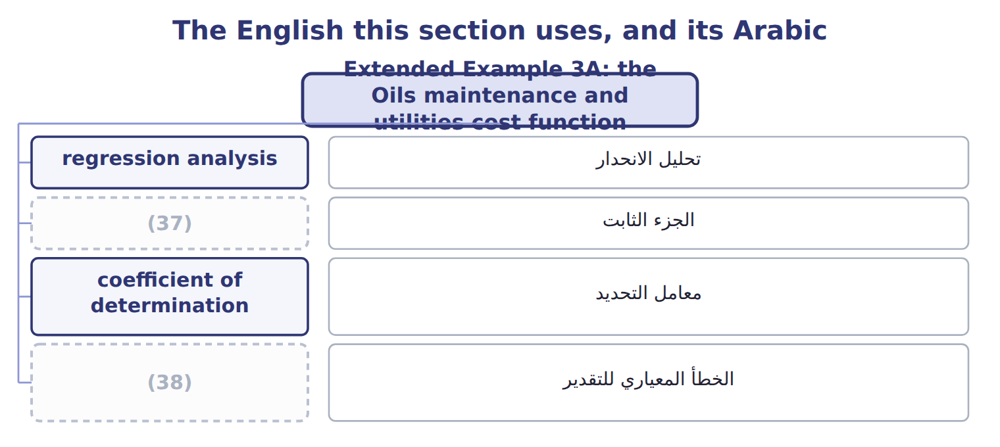 The English this section uses, and its Arabic
Extended Example 3A: the
Oils maintenance and
utilities cost function
regression analysis
تحليل الانحدار
(37)
الجزء الثابت
coefficient of
determination
معامل التحديد
(38)
الخطأ المعياري للتقدير